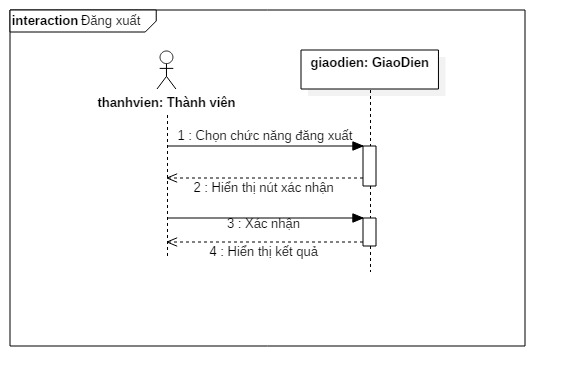 interaction Đăng xuất
giaodien: GiaoDien
thanhvien: Thành viên
1 : Chọn chức năng đăng xuất
2 : Hiển thị nút xác nhận
3 : Xác nhận
4 : Hiển thị kết quả